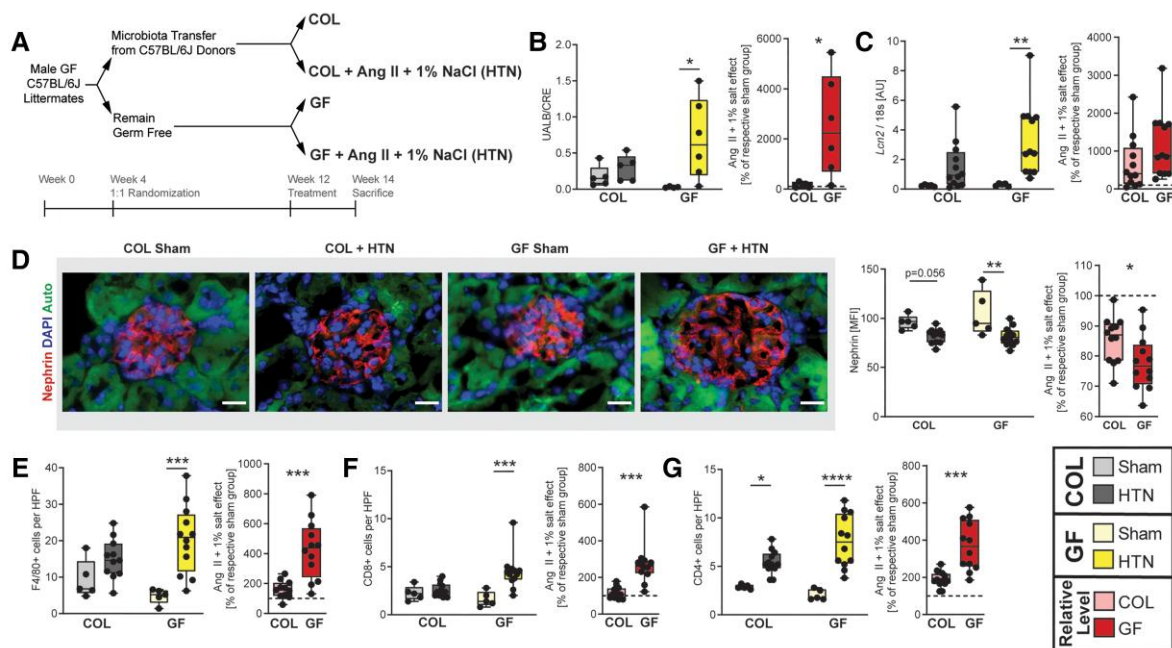 A
Male GF
C57BL/6J
Littermates
Microbiota Transfer
from C57BL/6J Donors
Remain
Germ Free
COL
COL + Ang II + 1% NaCl (HTN)
GF
GF + Ang II + 1% NaCl (HTN)
Week 0
Week 4
1:1 Randomization
Week 12
Treatment
Week 14
Sacrifice
B
UALB/CRE
2.0
1.5
1.0
0.5
0.0
*
COL
GF
Ang II + 1% salt effect
[% of respective sham group]
6000
4000
2000
0
*
COL GF
C
Lcn2 / 18s [AU]
10
8
6
4
2
0
**
COL
GF
Ang II + 1% salt effect
[% of respective sham group]
4000
3000
2000
1000
0
COL GF
D
Nephrin DAPI Auto
COL Sham
COL + HTN
GF Sham
GF + HTN
Nephrin [MFI]
150
100
50
0
p=0.056
**
COL
GF
Ang II + 1% salt effect
[% of respective sham group]
110
100
90
80
70
60
*
COL GF
E
F4/80+ cells per HPF
40
30
20
10
0
***
COL
GF
Ang II + 1% salt effect
[% of respective sham group]
1000
800
600
400
200
0
***
COL GF
F
CD8+ cells per HPF
15
10
5
0
***
COL
GF
Ang II + 1% salt effect
[% of respective sham group]
800
600
400
200
0
***
COL GF
G
CD4+ cells per HPF
15
10
5
0
*
****
COL
GF
Ang II + 1% salt effect
[% of respective sham group]
800
600
400
200
0
***
COL GF
COL
Sham
HTN
GF
Sham
HTN
Relative
Level
COL
GF